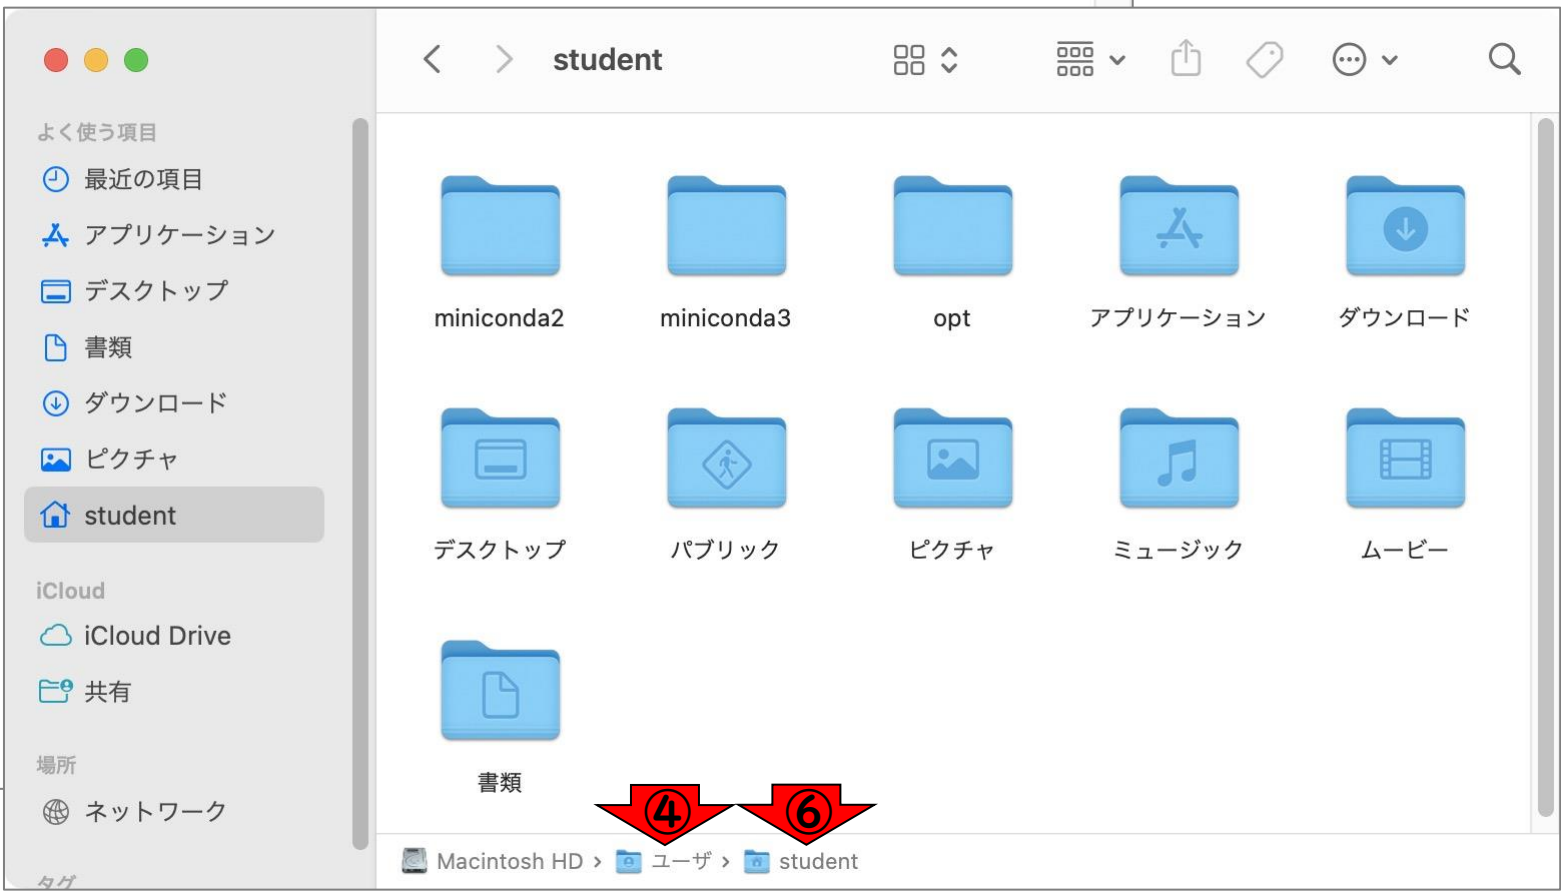 student
よく使う項目
最近の項目
アプリケーション
デスクトップ
書類
ダウンロード
ピクチャ
student
iCloud
iCloud Drive
共有
場所
ネットワーク
タグ
miniconda2
miniconda3
opt
アプリケーション
ダウンロード
デスクトップ
パブリック
ピクチャ
ミュージック
ムービー
書類
④ ⑥
Macintosh HD › ユーザ › student